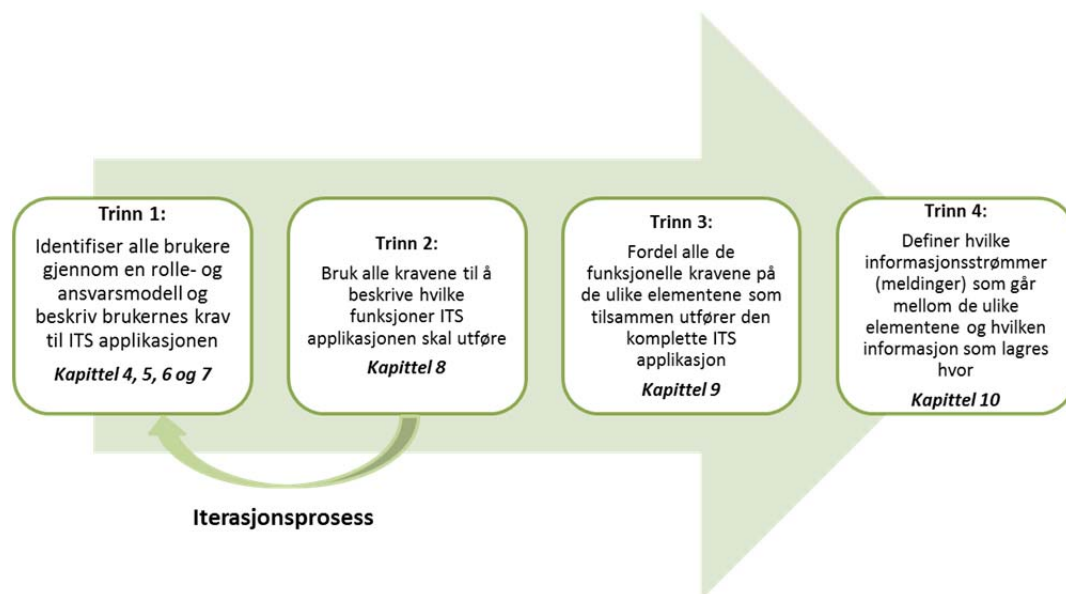 Trinn 1:
Identifiser alle brukere
gjennom en rolle- og
ansvarsmodell og
beskriv brukernes krav
til ITS applikasjonen
Kapittel 4, 5, 6 og 7
Trinn 2:
Bruk alle kravene til å
beskrive hvilke
funksjoner ITS
applikasjonen skal utføre
Kapittel 8
Trinn 3:
Fordel alle de
funksjonelle kravene på
de ulike elementene som
tilsammen utfører den
komplette ITS
applikasjon
Kapittel 9
Trinn 4:
Definer hvilke
informasjonsstrømmer
(meldinger) som går
mellom de ulike
elementene og hvilken
informasjon som lagres
hvor
Kapittel 10
Iterasjonsprosess